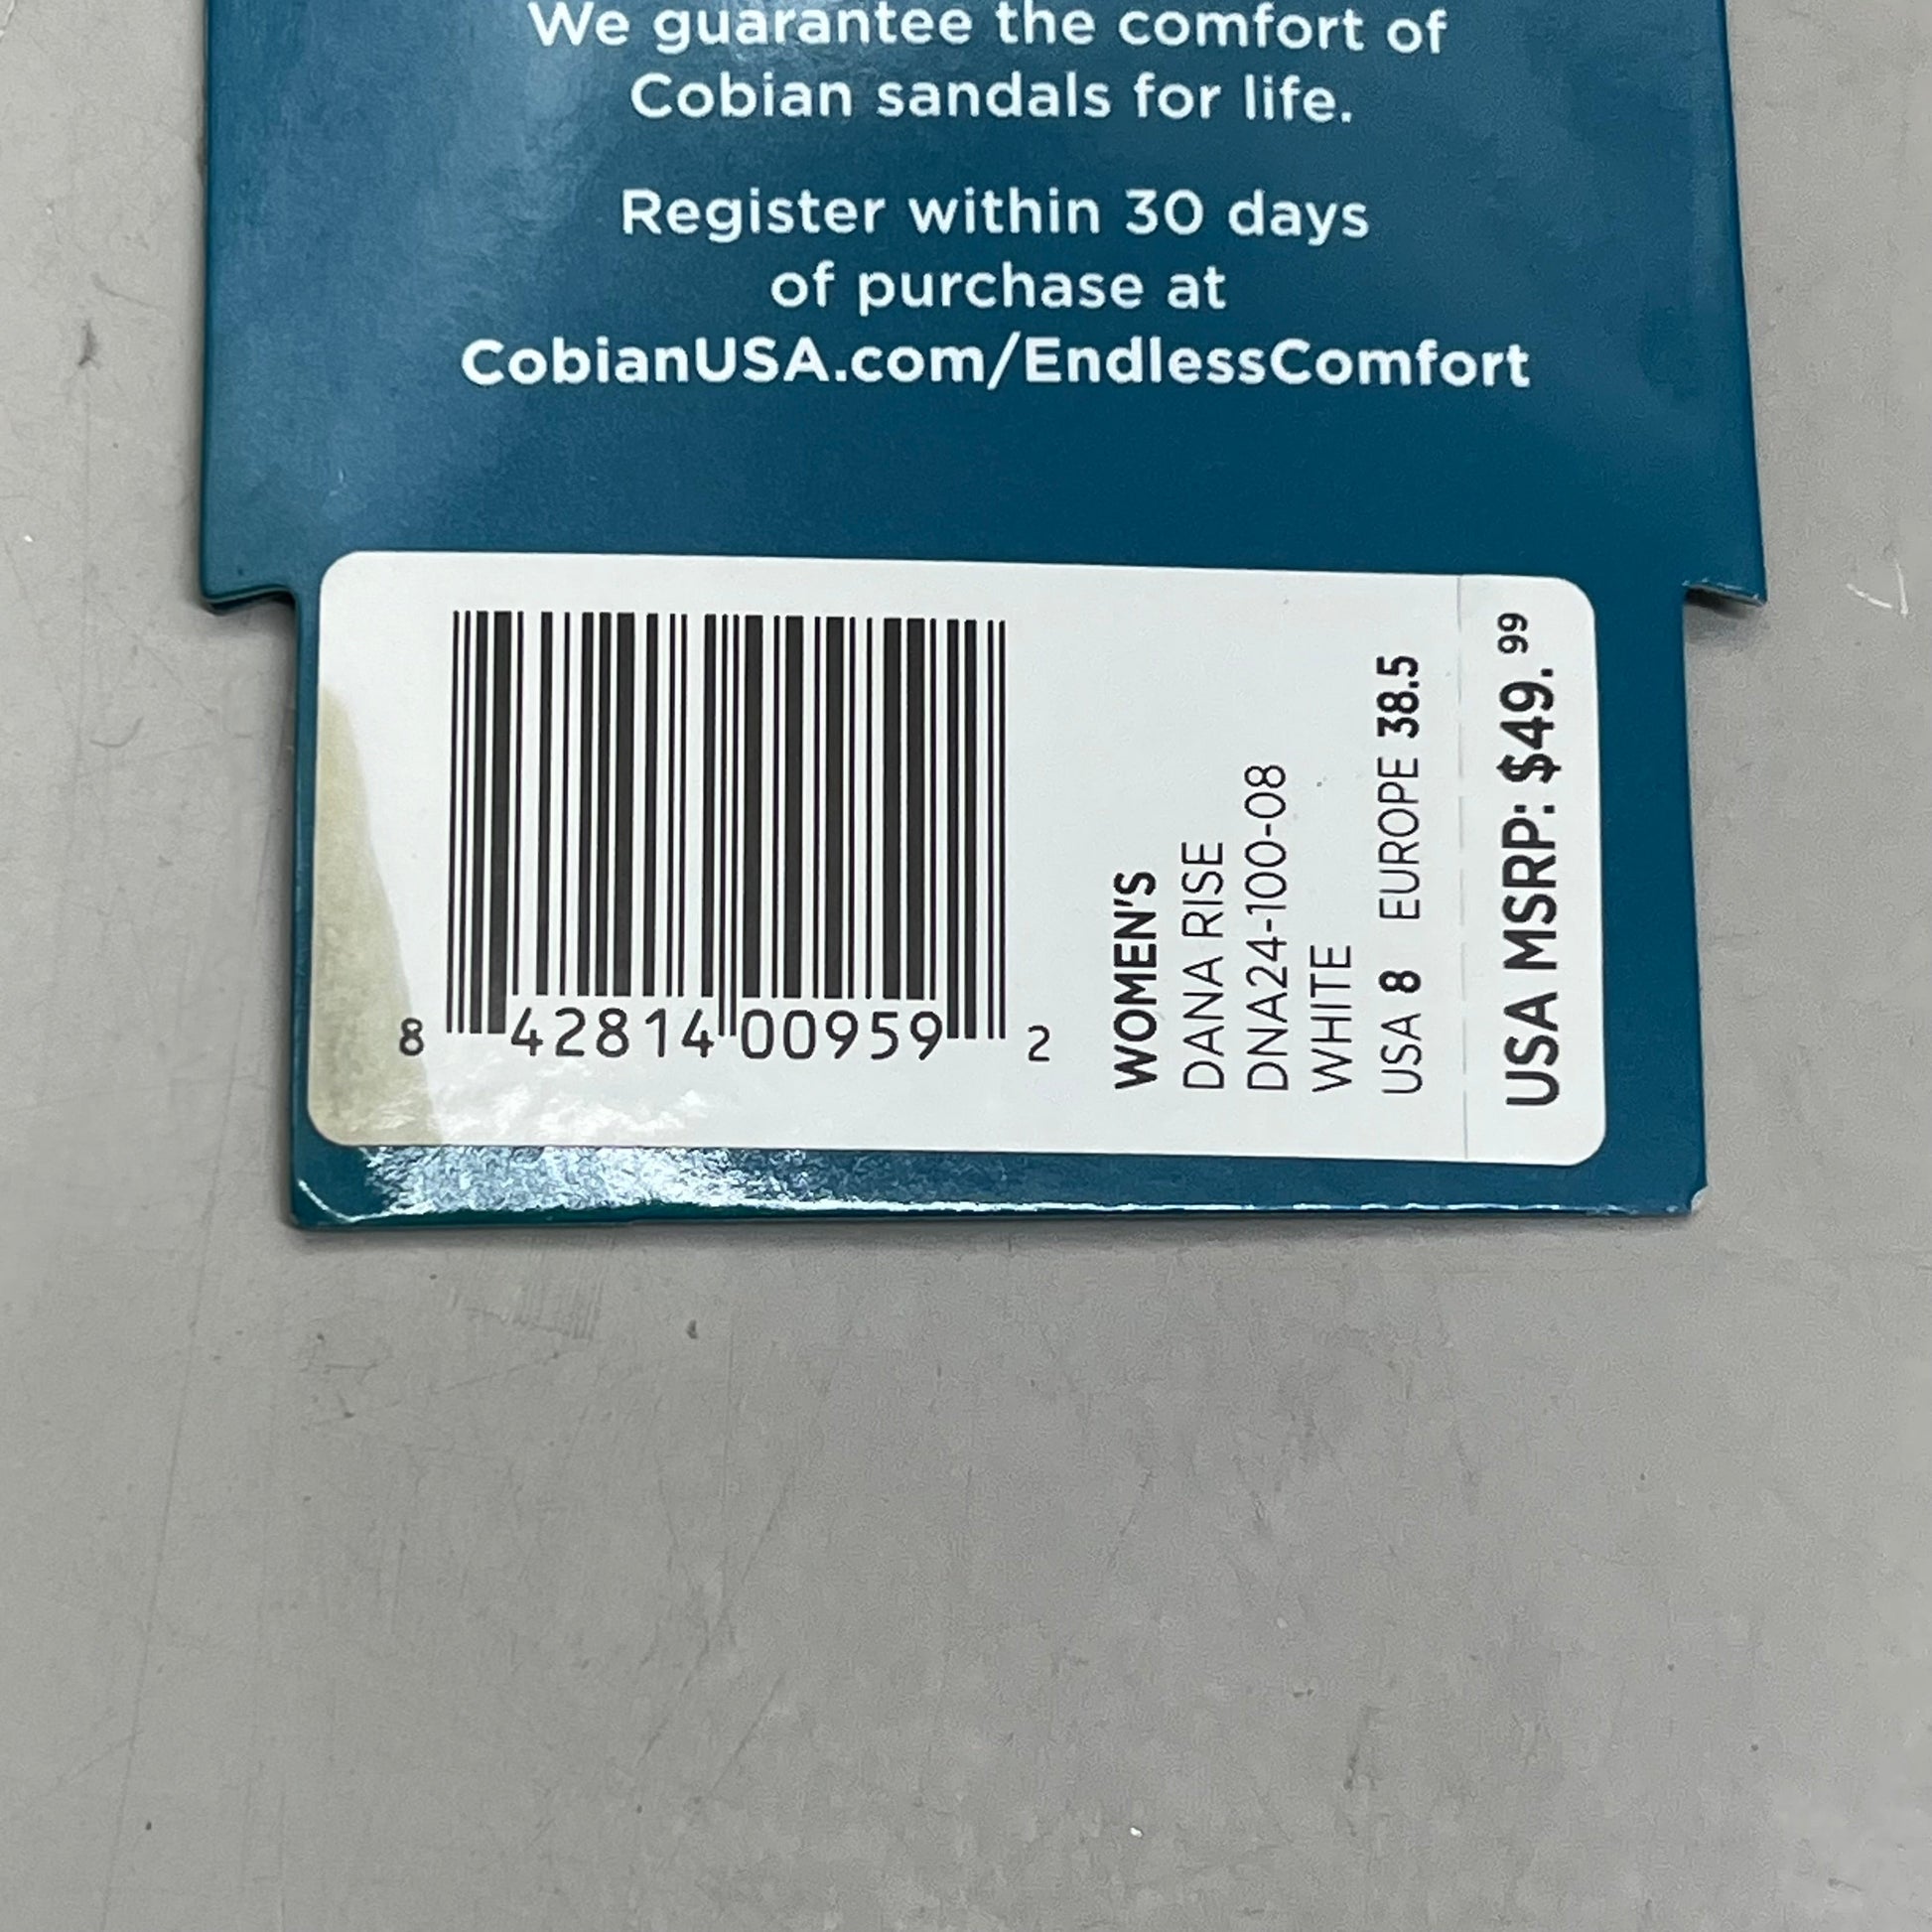 We guarantee the comfort of
Cobian sandals for life.
Register within 30 days
of purchase at
CobianUSA.com/EndlessComfort
8 42814 00959 2
WOMEN'S
DANA RISE
DNA24-100-08
WHITE
USA 8 EUROPE 38.5
USA MSRP: $49.99